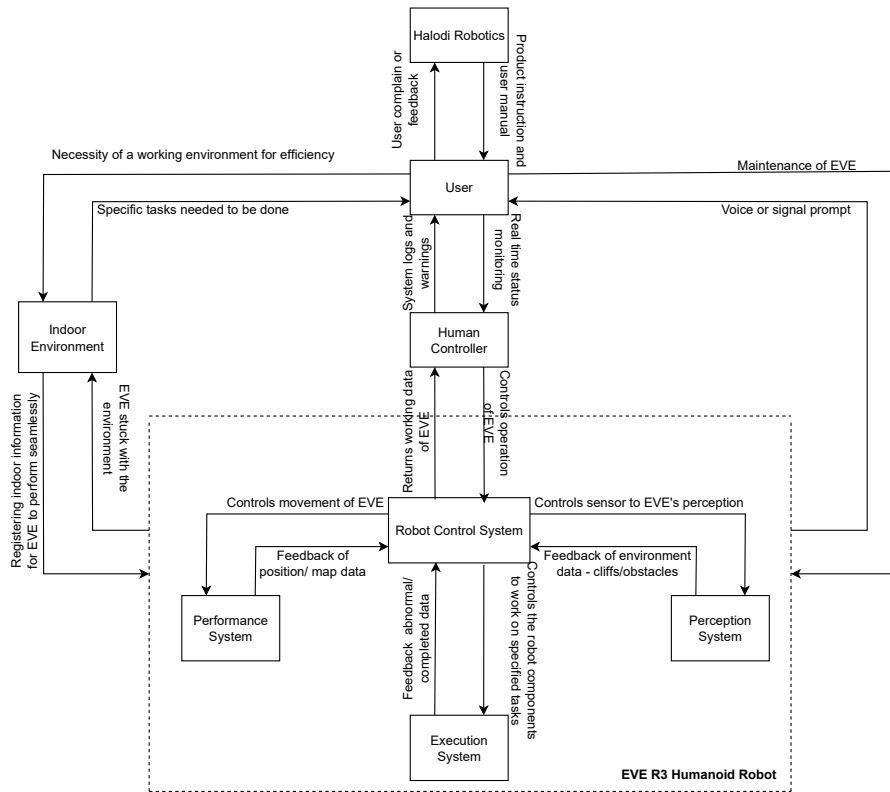 Halodi Robotics
User complain or
feedback
Product instruction and
user manual
Necessity of a working environment for efficiency
Maintenance of EVE
User
Specific tasks needed to be done
Voice or signal prompt
System logs and
warnings
Real time status
monitoring
Indoor
Environment
Human
Controller
Registering indoor information
for EVE to perform seamlessly
EVE stuck with the
environment
Returns working data
of EVE
Controls operation
of EVE
Controls movement of EVE
Controls sensor to EVE's perception
Robot Control System
Feedback of
position/ map data
Feedback of environment
data - cliffs/obstacles
Performance
System
Perception
System
Feedback abnormal/
completed data
Controls the robot components
to work on specified tasks
Execution
System
EVE R3 Humanoid Robot